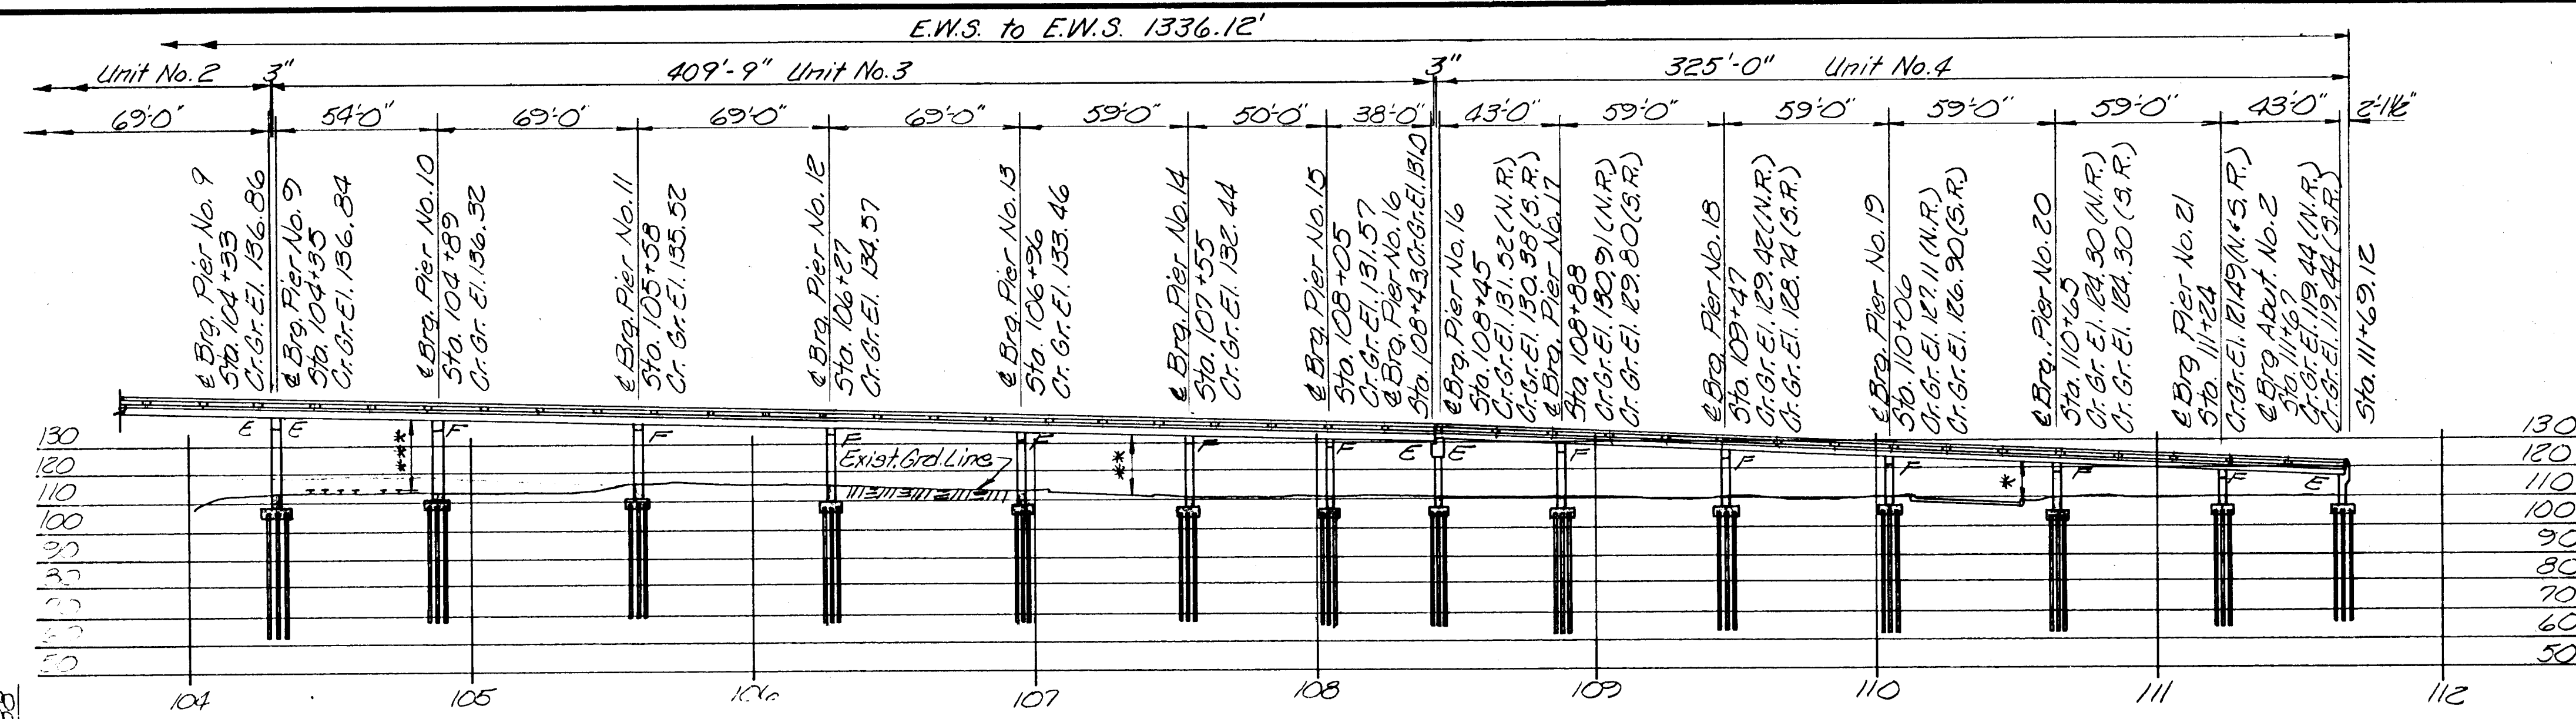 E.W.S. to E.W.S. 1336.12'
Unit No.2 3" 409'-9" Unit No.3 3" 325'-0" Unit No.4
69'-0" 54'-0" 69'-0" 69'-0" 69'-0" 59'-0" 50'-0" 38'-0" 43'-0" 59'-0" 59'-0" 59'-0" 59'-0" 43'-0" 2'-1½"
℄ Brg. Pier No. 9
Sta. 104+33
Cr.Gr.El. 136.86
℄ Brg. Pier No. 9
Sta. 104+35
Cr.Gr.El. 136.84
℄ Brg. Pier No.10
Sta. 104+89
Cr. Gr. El. 136.32
℄ Brg. Pier No.11
Sta. 105+58
Cr. Gr. El. 135.52
℄ Brg. Pier No. 12
Sta. 106+27
Cr. Gr. El. 134.57
℄ Brg. Pier No. 13
Sta. 106+96
Cr. Gr. El. 133.46
℄ Brg. Pier No.14
Sta. 107+55
Cr. Gr. El. 132.44
℄ Brg. Pier No. 15
Sta. 108+05
Cr. Gr. El. 131.57
℄ Brg. Pier No. 16
Sta. 108+43 Cr.Gr.El. 131.0
℄ Brg. Pier No. 16
Sta. 108+45
Cr. Gr. El. 131.52 (N.R.)
Cr. Gr. El. 130.38 (S.R.)
℄ Brg. Pier No. 17
Sta. 108+88
Cr. Gr. El. 130.91 (N.R.)
Cr. Gr. El. 129.80 (S.R.)
℄ Brg. Pier No. 18
Sta. 109+47
Cr. Gr. El. 129.42 (N.R.)
Cr. Gr. El. 128.74 (S.R.)
℄ Brg. Pier No. 19
Sta. 110+06
Cr. Gr. El. 127.11 (N.R.)
Cr. Gr. El. 126.90 (S.R.)
℄ Brg. Pier No. 20
Sta. 110+65
Cr. Gr. El. 124.30 (N.R.)
Cr. Gr. El. 124.30 (S.R.)
℄ Brg. Pier No. 21
Sta. 111+24
Cr. Gr. El. 121.49 (N.&S.R.)
℄ Brg. Abut. No. 2
Sta. 111+67
Cr. Gr. El. 119.44 (N.R.)
Cr. Gr. El. 119.44 (S.R.)
Sta. 111+69.12
E E F F F F F F E E F F F F F E
*** ** *
Exist. Grd. Line
130 130
120 120
110 110
100 100
90 90
80 80
70 70
60 60
50 50
104 105 106 107 108 109 110 111 112